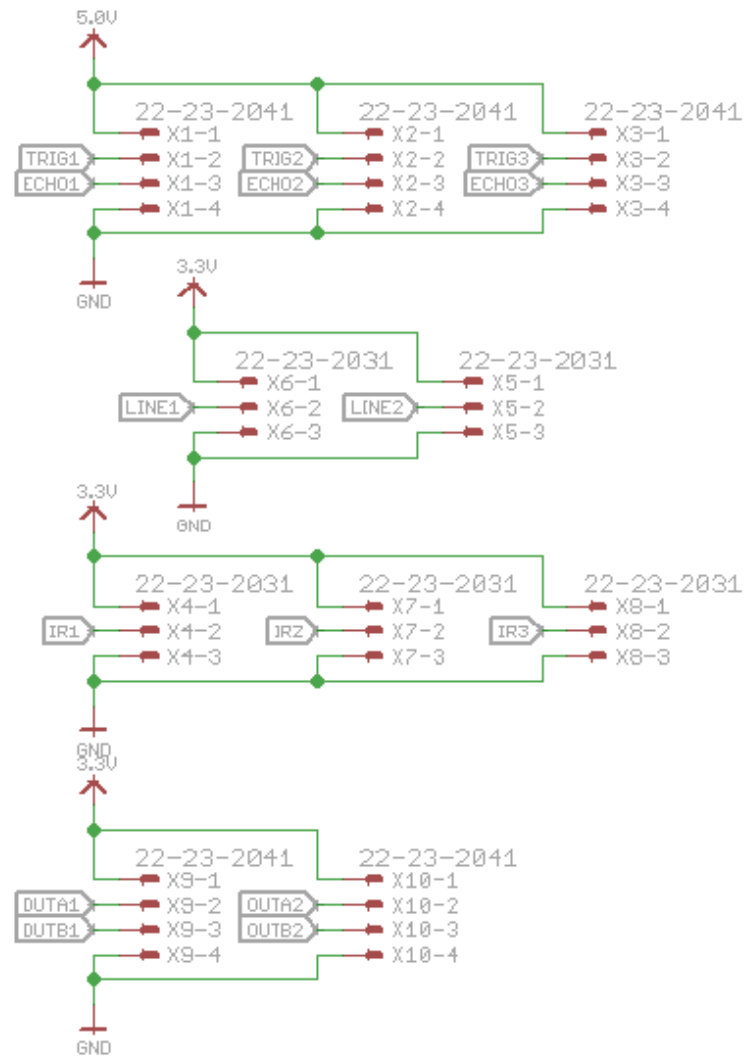 5.0V
22-23-2041 22-23-2041 22-23-2041
X1-1 X2-1 X3-1
TRIG1 X1-2 TRIG2 X2-2 TRIG3 X3-2
ECHO1 X1-3 ECHO2 X2-3 ECHO3 X3-3
X1-4 X2-4 X3-4
GND
3.3V
22-23-2031 22-23-2031
X6-1 X5-1
LINE1 X6-2 LINE2 X5-2
X6-3 X5-3
GND
3.3V
22-23-2031 22-23-2031 22-23-2031
X4-1 X7-1 X8-1
IR1 X4-2 IR2 X7-2 IR3 X8-2
X4-3 X7-3 X8-3
GND
3.3V
22-23-2041 22-23-2041
X9-1 X10-1
OUTA1 X9-2 OUTA2 X10-2
OUTB1 X9-3 OUTB2 X10-3
X9-4 X10-4
GND